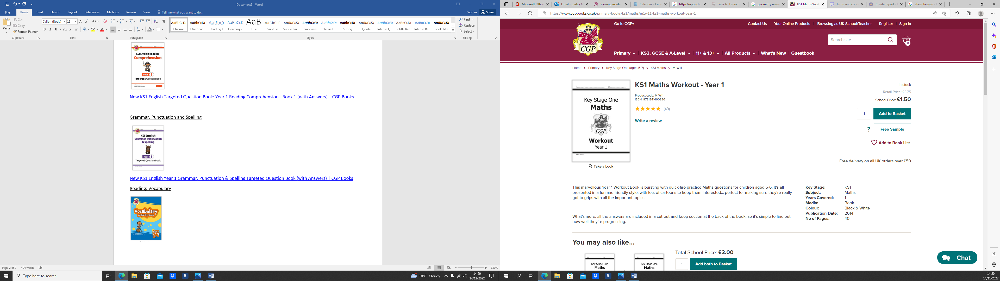 Document1 - Word
File
Home
Insert
Design
Layout
References
Mailings
Review
View
Tell me what you want to do...
Sign in
Share
Paste
Cut
Copy
Format Painter
Clipboard
Calibri (Body)
11
Font
Paragraph
AaBbCcDc
¶ Normal
AaBbCcDc
¶ No Spac...
AaBbCc
Heading 1
AaBbCcD
Heading 2
AaB
Title
AaBbCcC
Subtitle
AaBbCcDc
Subtle Em...
AaBbCcDc
Emphasis
AaBbCcDc
Intense E...
AaBbCcDc
Strong
AaBbCcDc
Quote
AaBbCcDc
Intense Q...
AABBCCDC
Subtle Ref...
AABBCCDC
Intense Re...
AaBbCcDc
Book Title
Styles
Find
Replace
Select
Editing
KS1 English Reading
Comprehension
Year 1
Targeted Question Book
New KS1 English Targeted Question Book: Year 1 Reading Comprehension - Book 1 (with Answers) | CGP Books
Grammar, Punctuation and Spelling
KS1 English
Grammar, Punctuation
& Spelling
Year 1
Targeted Question Book
New KS1 English Year 1 Grammar, Punctuation & Spelling Targeted Question Book (with Answers) | CGP Books
Reading: Vocabulary
Vocabulary
Activity Book
Ages
5-7
Page 2 of 2
494 words
130%
Type here to search
10°C Cloudy
14:20
14/11/2022
Microsoft Office
Email - Carley M
Viewing inciden
Calendar - Carle
https://app.scho
Year 6 | Fenisco
geometry revisi
KS1 Maths Wor
Terms and cond
Create report -
shear heaven -
https://www.cgpbooks.co.uk/primary-books/ks1/maths/m1w11-ks1-maths-workout-year-1
Go to CGP+
Contact Us
Your Online Products
Browsing as UK School/Teacher
Register
Sign In
CGP
Search site
0
Primary
KS3, GCSE & A-Level
11+ & 13+
All Products
What's New
Guestbook
Home
Primary
Key Stage One (ages 5-7)
KS1 Maths
M1W11
Key Stage One
Maths
CGP
Workout
Year 1
Take a Look
KS1 Maths Workout - Year 1
Product code: M1W11
ISBN: 9781841460826
(49)
Write a review
In stock
Retail Price: £3.75
School Price: £1.50
1
Add to Basket
?
Free Sample
Add to Book List
Free delivery on all UK orders over £50
This marvellous Year 1 Workout Book is bursting with quick-fire practice Maths questions for children aged 5-6. It's all
presented in a fun and friendly style, with lots of cartoons to keep them interested... perfect for making sure they're really
got to grips with all the important topics.
What's more, all the answers are included in a cut-out-and-keep section at the back of the book, so it's simple to find out
how well they're progressing.
Key Stage: KS1
Subject: Maths
Years Covered: 1
Media: Book
Colour: Black & White
Publication Date: 2014
No of Pages: 40
You may also like...
Key Stage One
Maths
Key Stage One
Maths
Total School Price: £3.00
1
Add both to Basket
Chat
14:20
14/11/2022